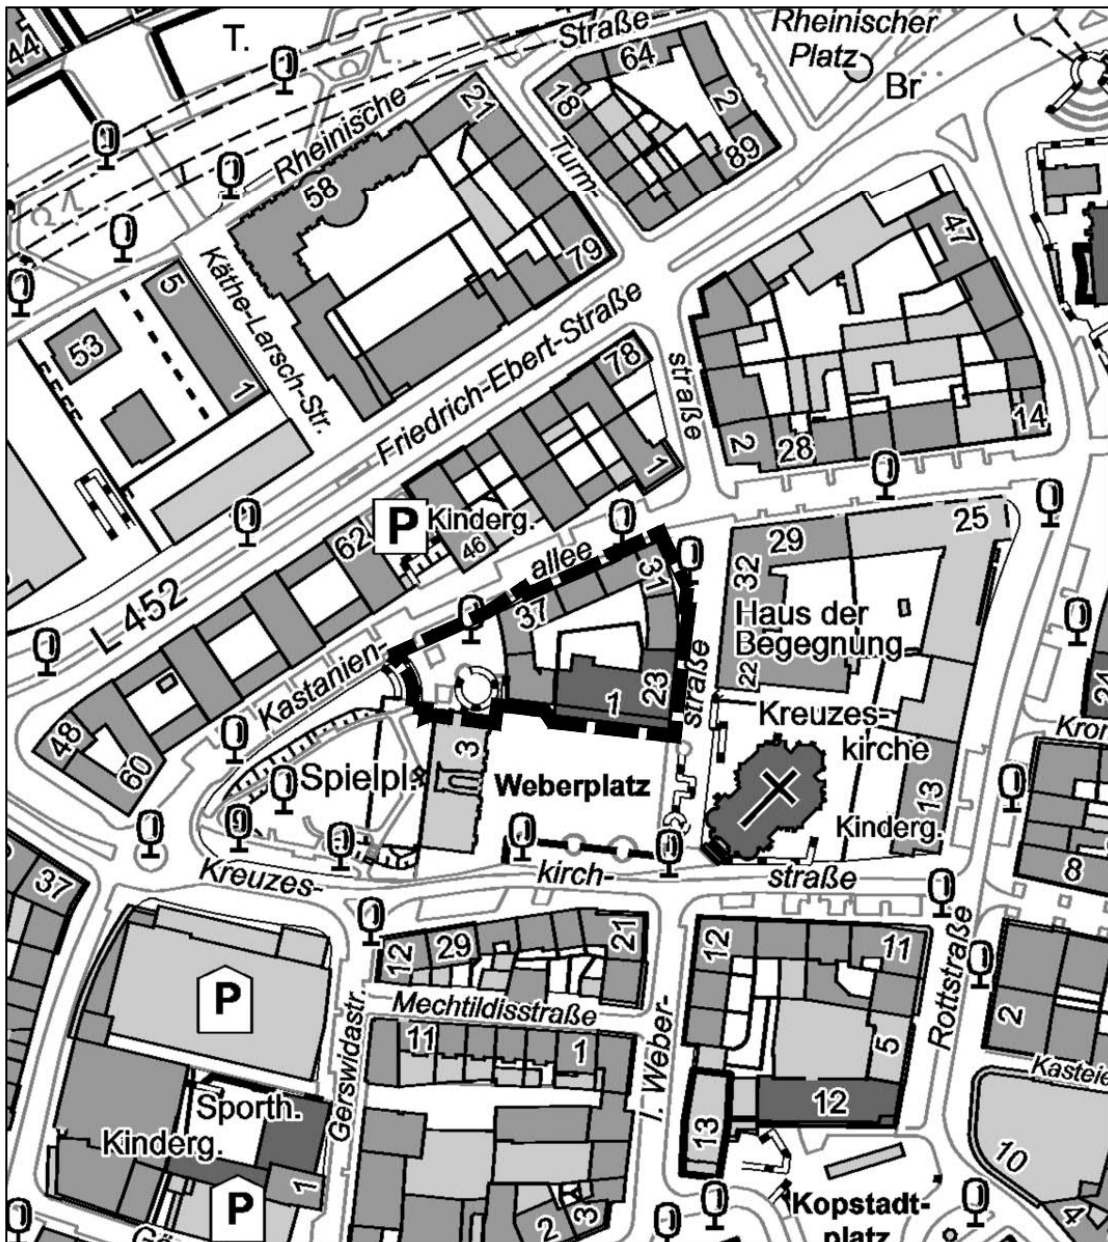 44
T.
Straße
64
Rheinischer
Platz
Br
Rheinische
21
18
2
89
Turm-
58
79
47
5
Käthe-Larsch-Str.
53
1
Friedrich-Ebert-Straße
78
straße
1
2
28
14
P
Kinderg.
46
62
allee
25
29
31
32
37
L 452
Haus der
Begegnung
22
23
1
straße
Kastanien-
48
60
3
Spielpl.
Weberplatz
Kreuzes-
kirche
Kinderg.
13
21
8
Kreuzes-
kirch-
straße
37
12
29
21
12
11
Mechtildisstraße
P
Gerswidastr.
11
1
I. Weber-
5
Rottstraße
2
12
13
10
4
Sporth.
Kinderg.
P
1
2
3
Kopstadt-
platz